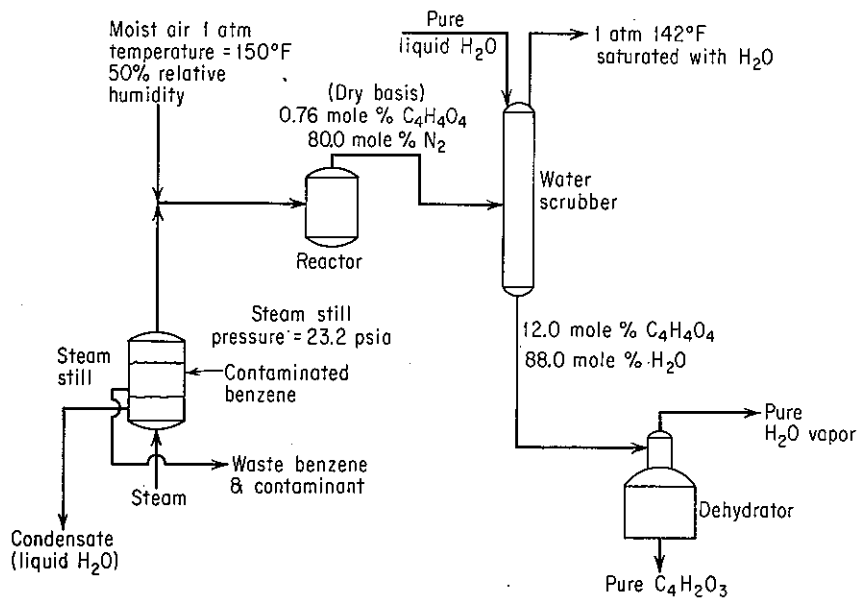 Moist air 1 atm
temperature = 150°F
50% relative
humidity
Pure
liquid H₂O
1 atm 142°F
saturated with H₂O
(Dry basis)
0.76 mole % C₄H₄O₄
80.0 mole % N₂
Water
scrubber
Reactor
Steam still
pressure = 23.2 psia
Steam
still
Contaminated
benzene
12.0 mole % C₄H₄O₄
88.0 mole % H₂O
Pure
H₂O vapor
Waste benzene
& contaminant
Steam
Dehydrator
Condensate
(liquid H₂O)
Pure C₄H₂O₃